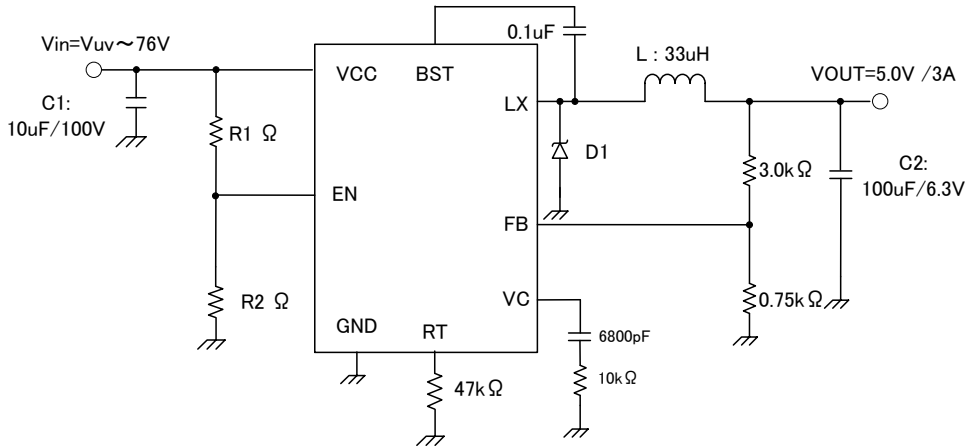 Vin=Vuv～76V
C1:
10uF/100V
R1 Ω
R2 Ω
VCC
BST
LX
EN
FB
VC
GND
RT
0.1uF
L : 33uH
VOUT=5.0V /3A
D1
3.0kΩ
C2:
100uF/6.3V
0.75kΩ
6800pF
10kΩ
47kΩ